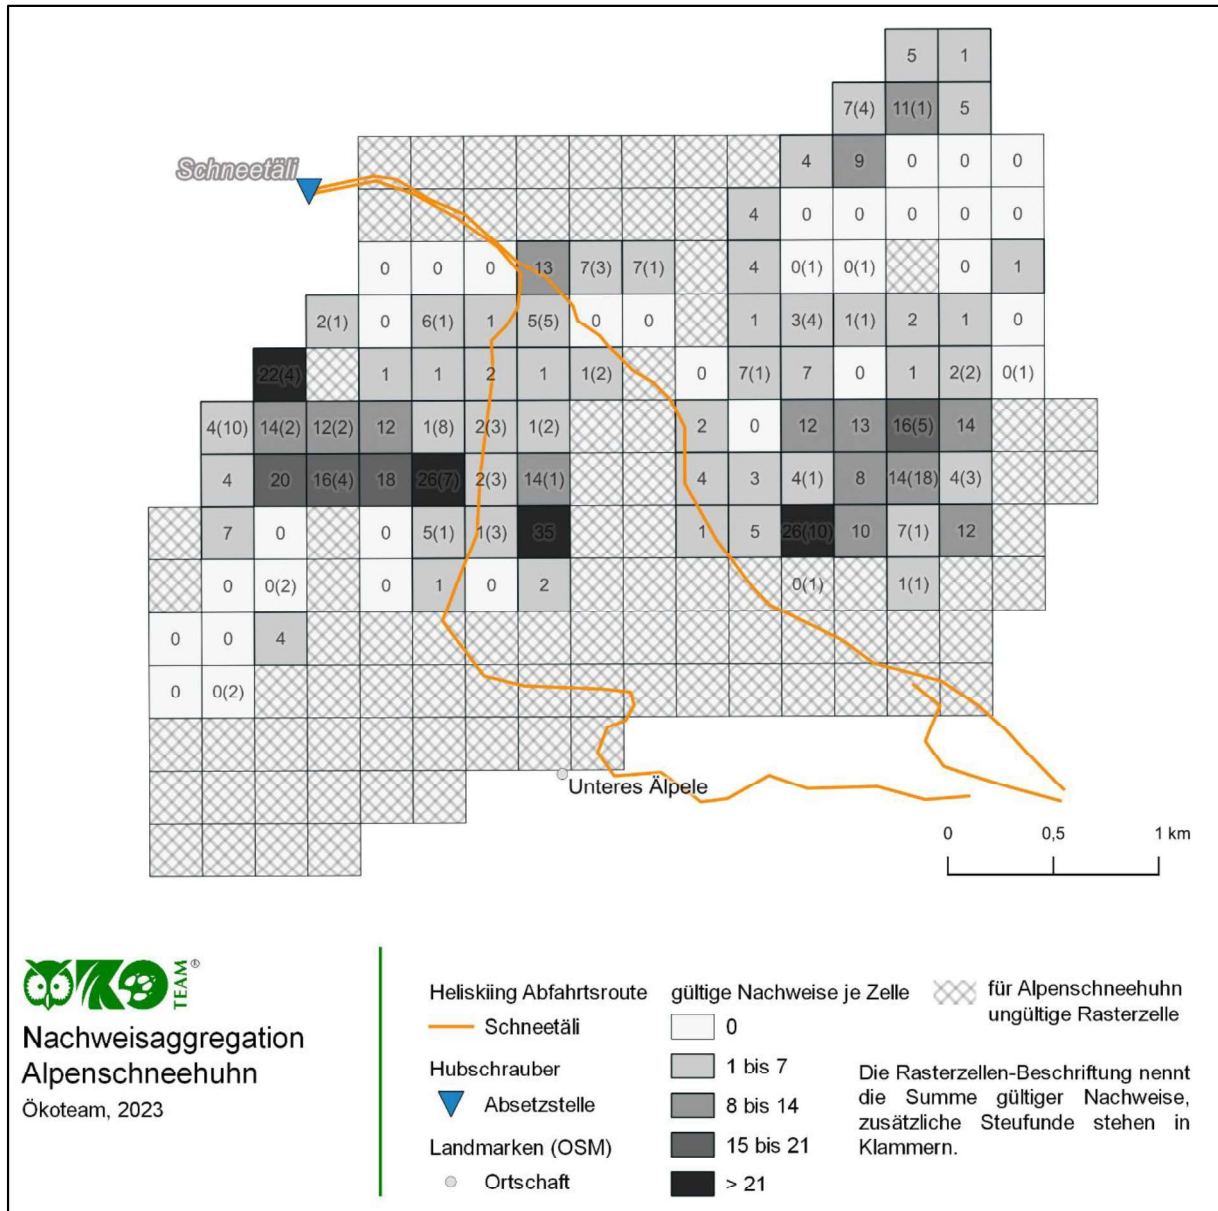 5 1
7(4) 11(1) 5
Schneetäli
4 9 0 0 0
4 0 0 0 0 0
0 0 0 13 7(3) 7(1) 4 0(1) 0(1) 0 1
2(1) 0 6(1) 1 5(5) 0 0 1 3(4) 1(1) 2 1 0
22(4) 1 1 2 1 1(2) 0 7(1) 7 0 1 2(2) 0(1)
4(10) 14(2) 12(2) 12 1(8) 2(3) 1(2) 2 0 12 13 16(5) 14
4 20 16(4) 18 26(7) 2(3) 14(1) 4 3 4(1) 8 14(18) 4(3)
7 0 0 5(1) 1(3) 35 1 5 26(10) 10 7(1) 12
0 0(2) 0 1 0 2 0(1) 1(1)
0 0 4
0 0(2)
Unteres Älpele
0 0,5 1 km
ÖKO TEAM ®
Nachweisaggregation
Alpenschneehuhn
Ökoteam, 2023
Heliskiing Abfahrtsroute
Schneetäli
Hubschrauber
Absetzstelle
Landmarken (OSM)
Ortschaft
gültige Nachweise je Zelle
0
1 bis 7
8 bis 14
15 bis 21
> 21
für Alpenschneehuhn
ungültige Rasterzelle
Die Rasterzellen-Beschriftung nennt
die Summe gültiger Nachweise,
zusätzliche Steufunde stehen in
Klammern.